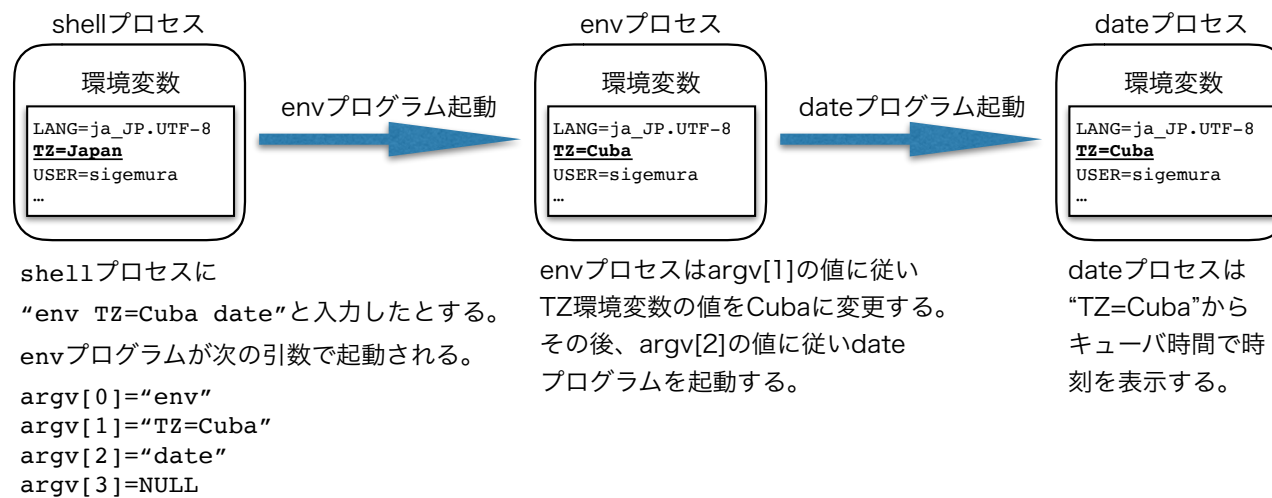 shellプロセス
環境変数
LANG=ja_JP.UTF-8
TZ=Japan
USER=sigemura
…
envプログラム起動
envプロセス
環境変数
LANG=ja_JP.UTF-8
TZ=Cuba
USER=sigemura
…
dateプログラム起動
dateプロセス
環境変数
LANG=ja_JP.UTF-8
TZ=Cuba
USER=sigemura
…
shellプロセスに
“env TZ=Cuba date”と入力したとする。
envプログラムが次の引数で起動される。
argv[0]=“env”
argv[1]=“TZ=Cuba”
argv[2]=“date”
argv[3]=NULL
envプロセスはargv[1]の値に従い
TZ環境変数の値をCubaに変更する。
その後、argv[2]の値に従いdate
プログラムを起動する。
dateプロセスは
“TZ=Cuba”から
キューバ時間で時
刻を表示する。